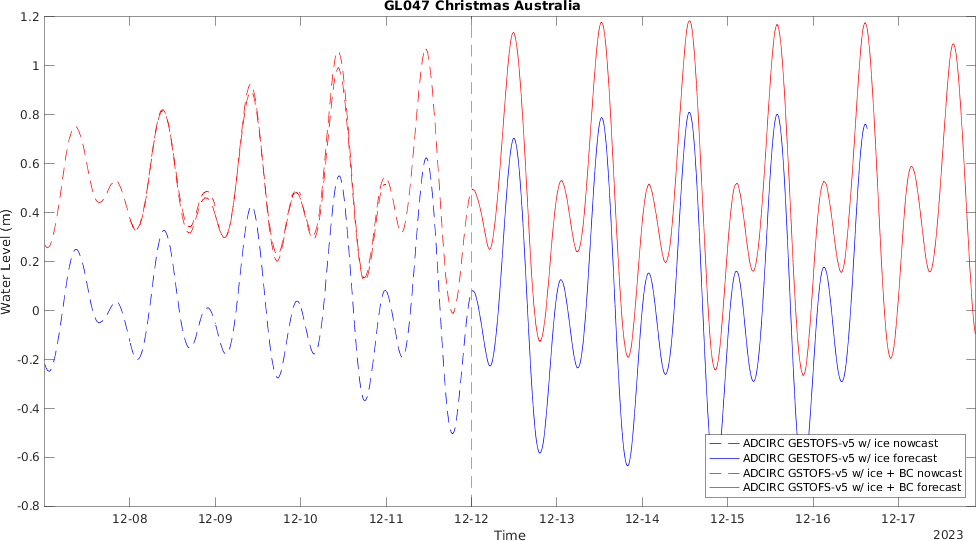 GL047 Christmas Australia
Water Level (m)
1.2
1
0.8
0.6
0.4
0.2
0
-0.2
-0.4
-0.6
-0.8
ADCIRC GESTOFS-v5 w/ ice nowcast
ADCIRC GESTOFS-v5 w/ ice forecast
ADCIRC GSTOFS-v5 w/ ice + BC nowcast
ADCIRC GSTOFS-v5 w/ ice + BC forecast
12-08 12-09 12-10 12-11 12-12 12-13 12-14 12-15 12-16 12-17
Time
2023